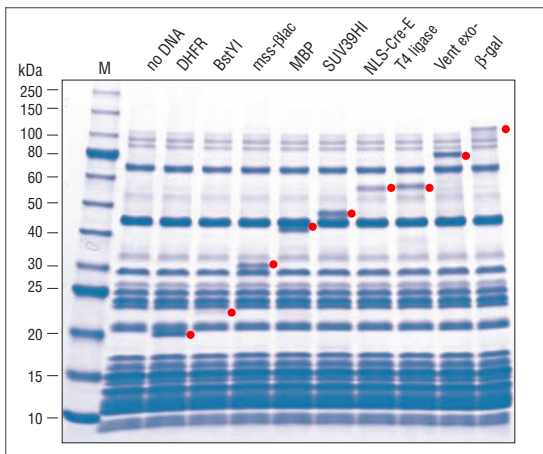 kDa
M
no DNA
DHFR
BstYI
mss-βlac
MBP
SUV39HI
NLS-Cre-E
T4 ligase
Vent exo-
β-gal
250
150
100
80
60
50
40
30
25
20
15
10